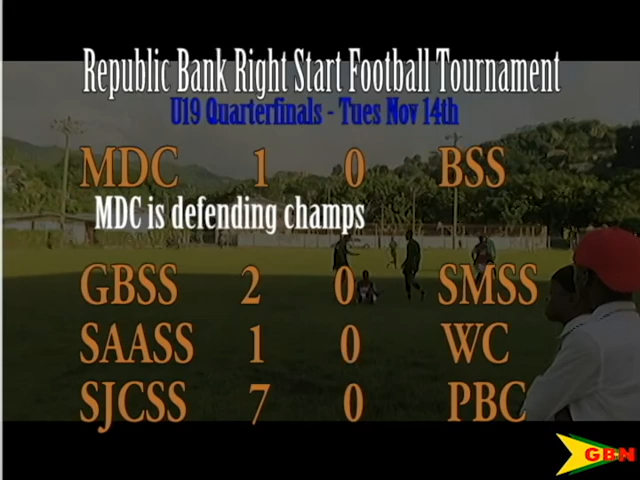 Republic Bank Right Start Football Tournament
U19 Quarterfinals - Tues Nov 14th
MDC 1 0 BSS
MDC is defending champs
GBSS 2 0 SMSS
SAASS 1 0 WC
SJCSS 7 0 PBC
GBN